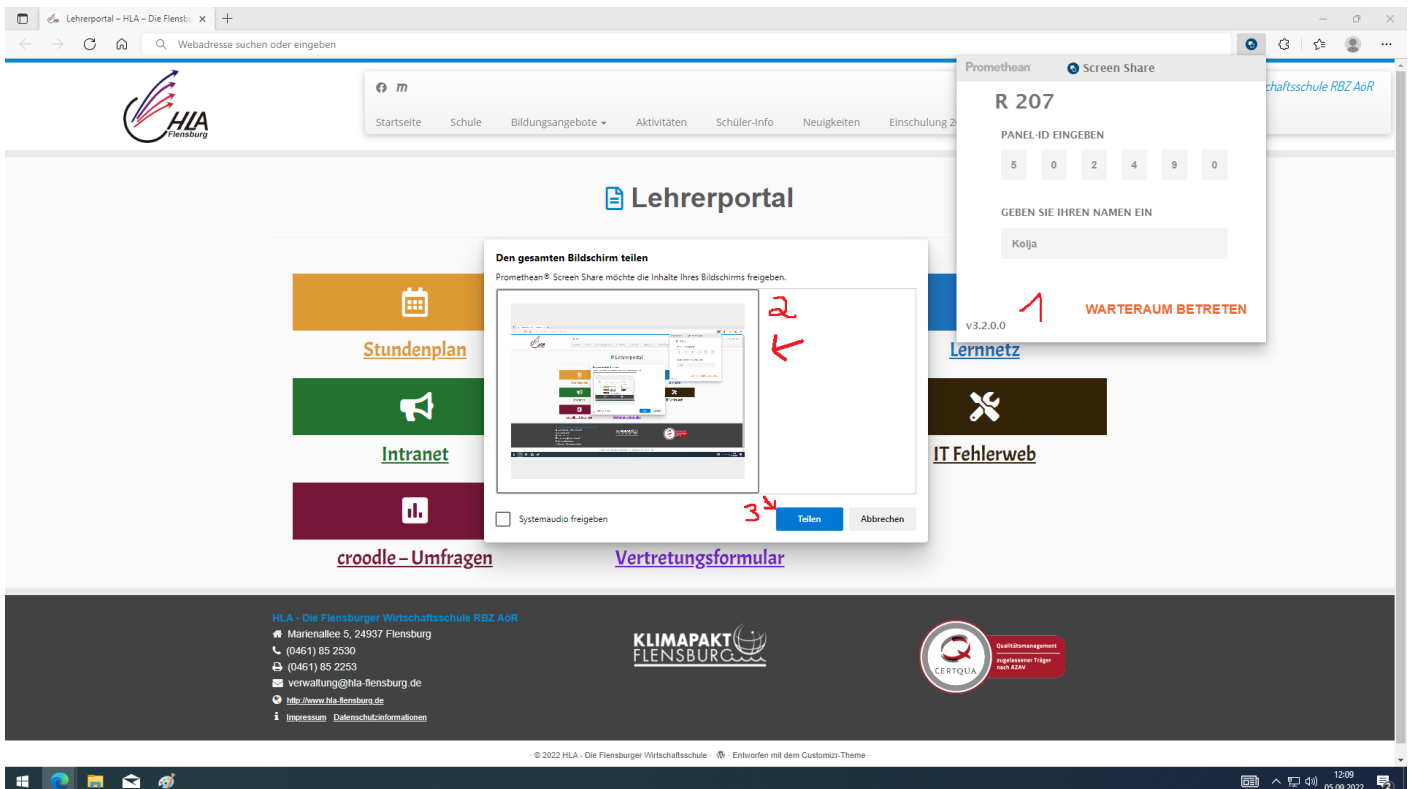 Lehrerportal – HLA – Die Flensbu
Webadresse suchen oder eingeben
HLA
Flensburg
Startseite Schule Bildungsangebote Aktivitäten Schüler-Info Neuigkeiten Einschulung 2
chaftsschule RBZ AöR
Promethean Screen Share
R 207
PANEL-ID EINGEBEN
5 0 2 4 9 0
GEBEN SIE IHREN NAMEN EIN
Kolja
1 WARTERAUM BETRETEN
v3.2.0.0
Lehrerportal
Den gesamten Bildschirm teilen
Promethean® Screen Share möchte die Inhalte Ihres Bildschirms freigeben.
2
3
Systemaudio freigeben
Teilen Abbrechen
Stundenplan
Lernnetz
Intranet
IT Fehlerweb
croodle – Umfragen
Vertretungsformular
HLA - Die Flensburger Wirtschaftsschule RBZ AöR
Marienallee 5, 24937 Flensburg
(0461) 85 2530
(0461) 85 2253
verwaltung@hla-flensburg.de
http://www.hla-flensburg.de
Impressum Datenschutzinformationen
KLIMAPAKT
FLENSBURG
CERTQUA
Qualitätsmanagement
zugelassener Träger
nach AZAV
· © 2022 HLA - Die Flensburger Wirtschaftsschule · · Entworfen mit dem Customizr-Theme ·
12:09
05.09.2022
2